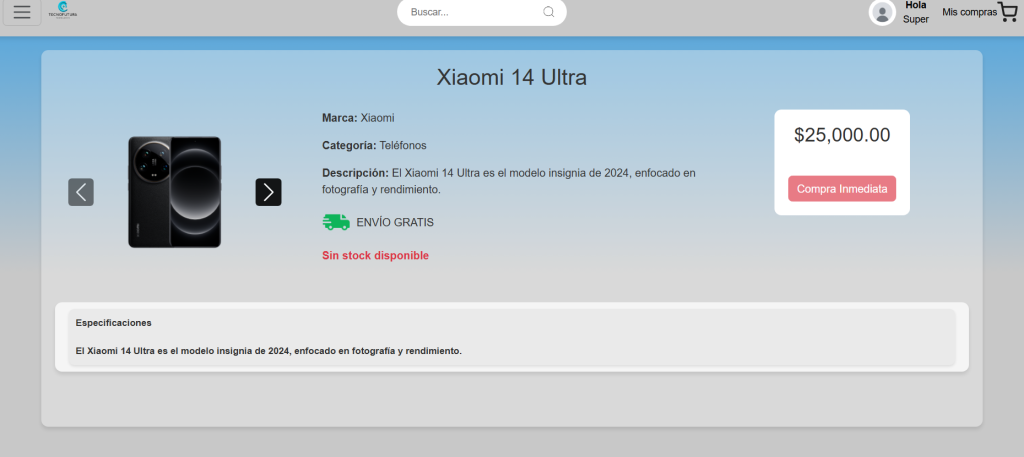 TECNOFUTURA
Buscar...
Hola
Super
Mis compras
Xiaomi 14 Ultra
Marca: Xiaomi
Categoría: Teléfonos
Descripción: El Xiaomi 14 Ultra es el modelo insignia de 2024, enfocado en
fotografía y rendimiento.
ENVÍO GRATIS
Sin stock disponible
$25,000.00
Compra Inmediata
Especificaciones
El Xiaomi 14 Ultra es el modelo insignia de 2024, enfocado en fotografía y rendimiento.